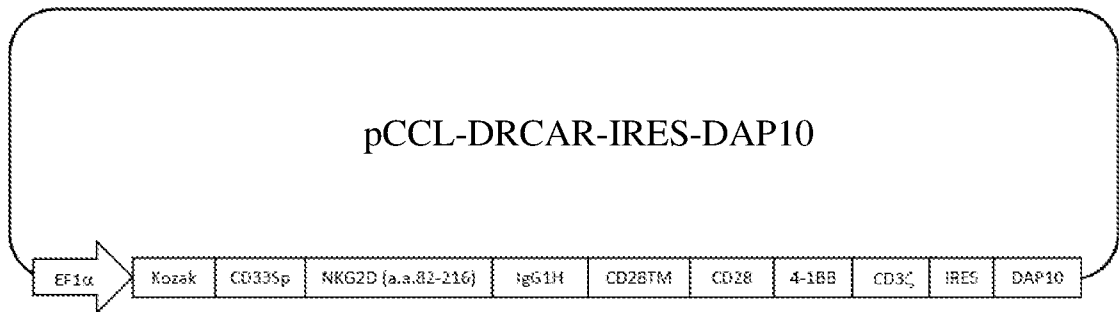 pCCL-DRCAR-IRES-DAP10
EF1α Kozak CD33Sp NKG2D (a.a.82-216) IgG1H CD28TM CD28 4-1BB CD3ζ IRES DAP10